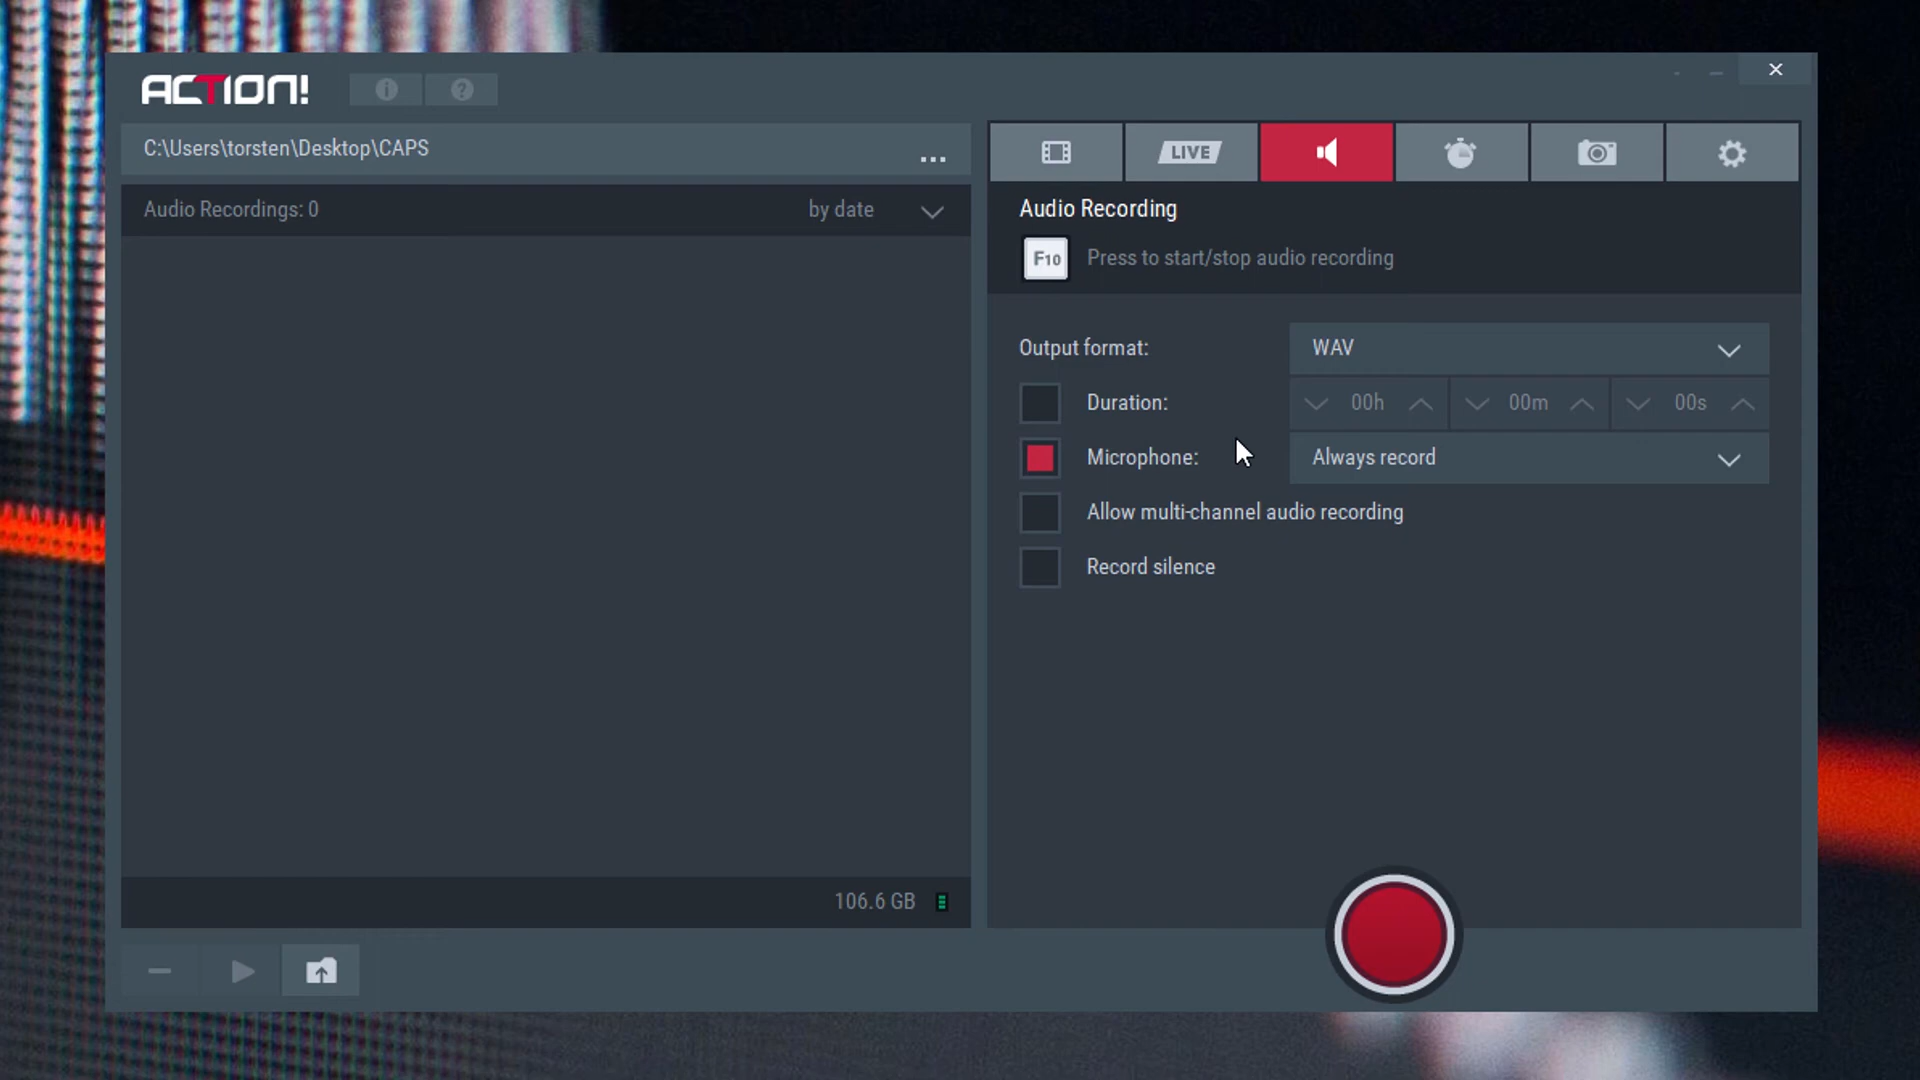 ACTION!
C:\Users\torsten\Desktop\CAPS
...
LIVE
Audio Recordings: 0
by date
Audio Recording
F10
Press to start/stop audio recording
Output format:
WAV
Duration:
00h
00m
00s
Microphone:
Always record
Allow multi-channel audio recording
Record silence
106.6 GB